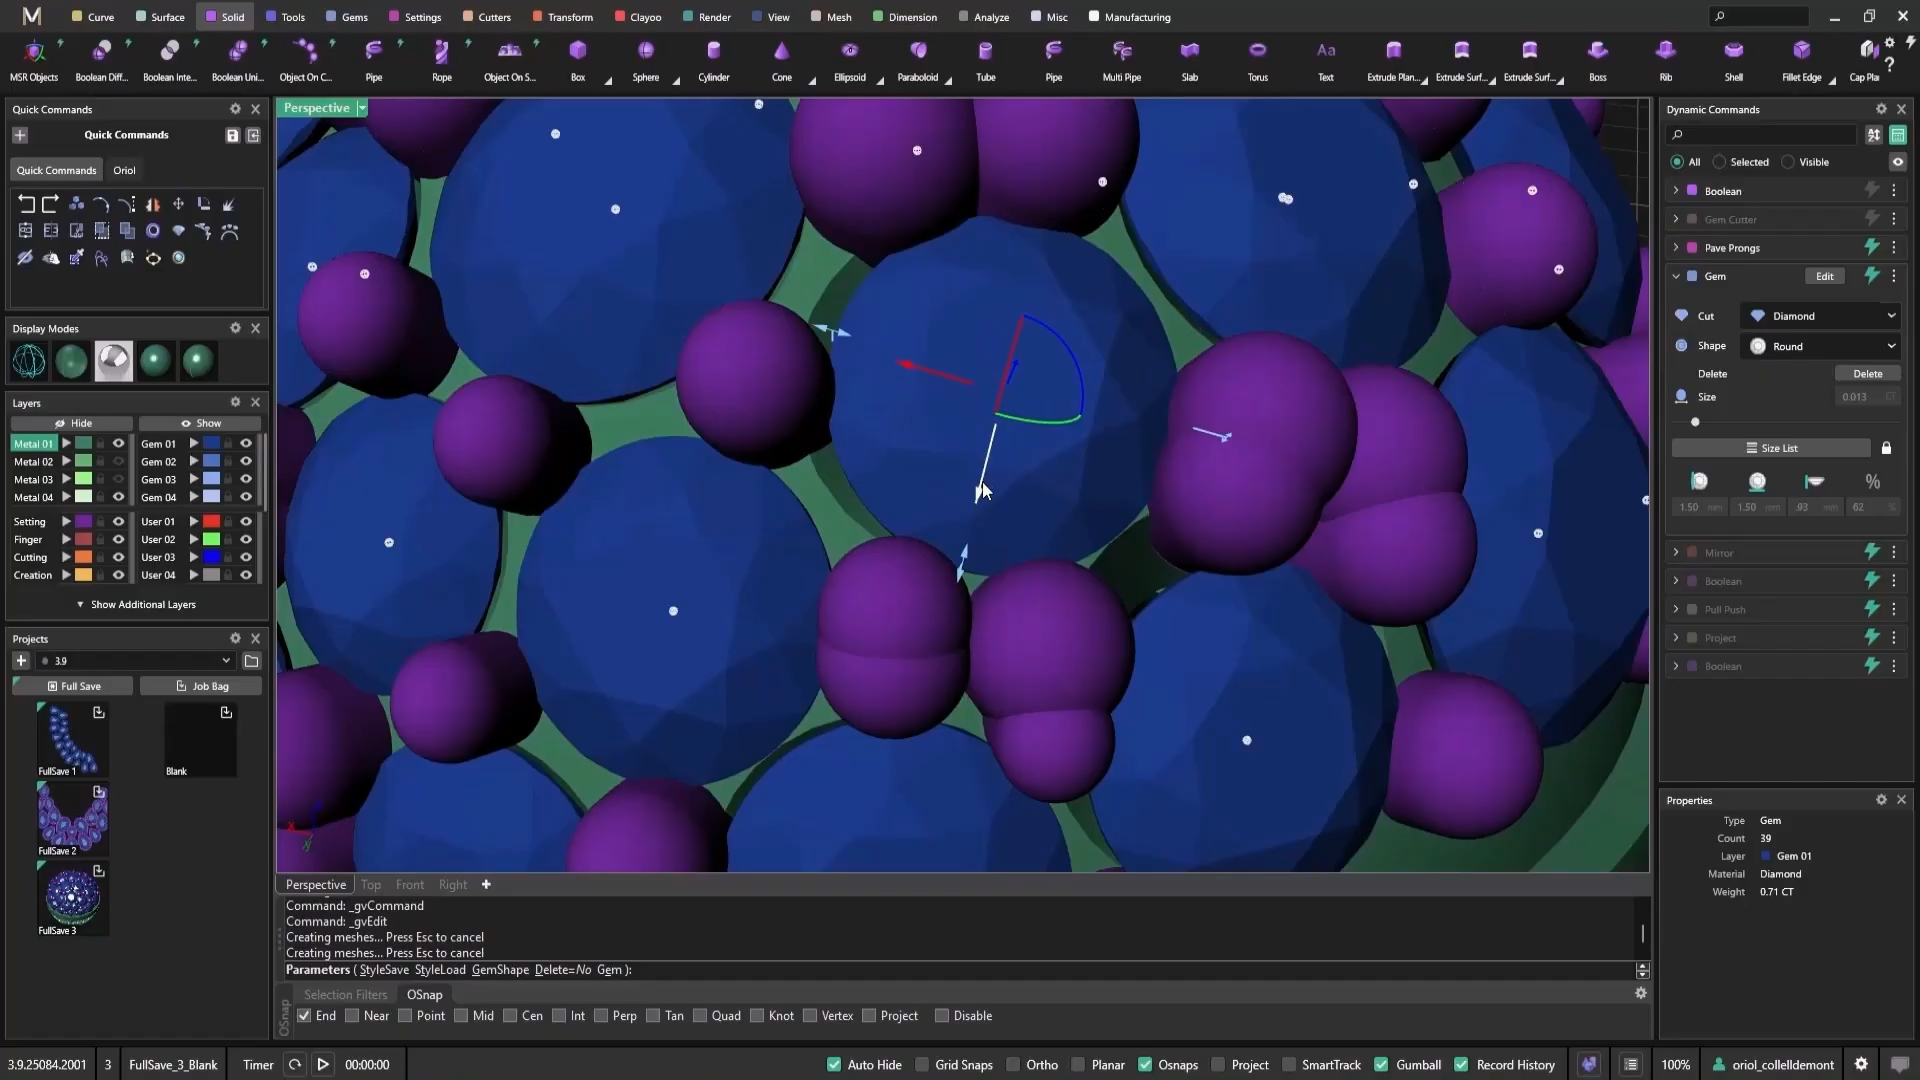 Curve Surface Solid Tools Gems Settings Cutters Transform Clayoo Render View Mesh Dimension Analyze Misc Manufacturing
MSR Objects Boolean Diff... Boolean Inte... Boolean Uni... Object On C... Pipe Rope Object On S... Box Sphere Cylinder Cone Ellipsoid Paraboloid Tube Pipe Multi Pipe Slab Torus Text Extrude Plan... Extrude Surf... Extrude Surf... Boss Rib Shell Fillet Edge Cap Pla
Quick Commands
Quick Commands
Quick Commands Oriol
Display Modes
Layers
Hide Show
Metal 01 Gem 01
Metal 02 Gem 02
Metal 03 Gem 03
Metal 04 Gem 04
Setting User 01
Finger User 02
Cutting User 03
Creation User 04
Show Additional Layers
Projects
3.9
Full Save Job Bag
FullSave 1 Blank
FullSave 2
FullSave 3
Perspective
x y
Perspective Top Front Right
Command: _gvCommand
Command: _gvEdit
Creating meshes... Press Esc to cancel
Creating meshes... Press Esc to cancel
Parameters ( StyleSave StyleLoad GemShape Delete=No Gem ):
Selection Filters OSnap
OSnap
End Near Point Mid Cen Int Perp Tan Quad Knot Vertex Project Disable
Dynamic Commands
All Selected Visible
Boolean
Gem Cutter
Pave Prongs
Gem Edit
Cut Diamond
Shape Round
Delete Delete
Size 0.013 CT
Size List
%
1.50 mm 1.50 mm .93 mm 62 %
Mirror
Boolean
Pull Push
Project
Boolean
Properties
Type Gem
Count 39
Layer Gem 01
Material Diamond
Weight 0.71 CT
3.9.25084.2001 3 FullSave_3_Blank Timer 00:00:00 Auto Hide Grid Snaps Ortho Planar Osnaps Project SmartTrack Gumball Record History 100% oriol_collelldemont